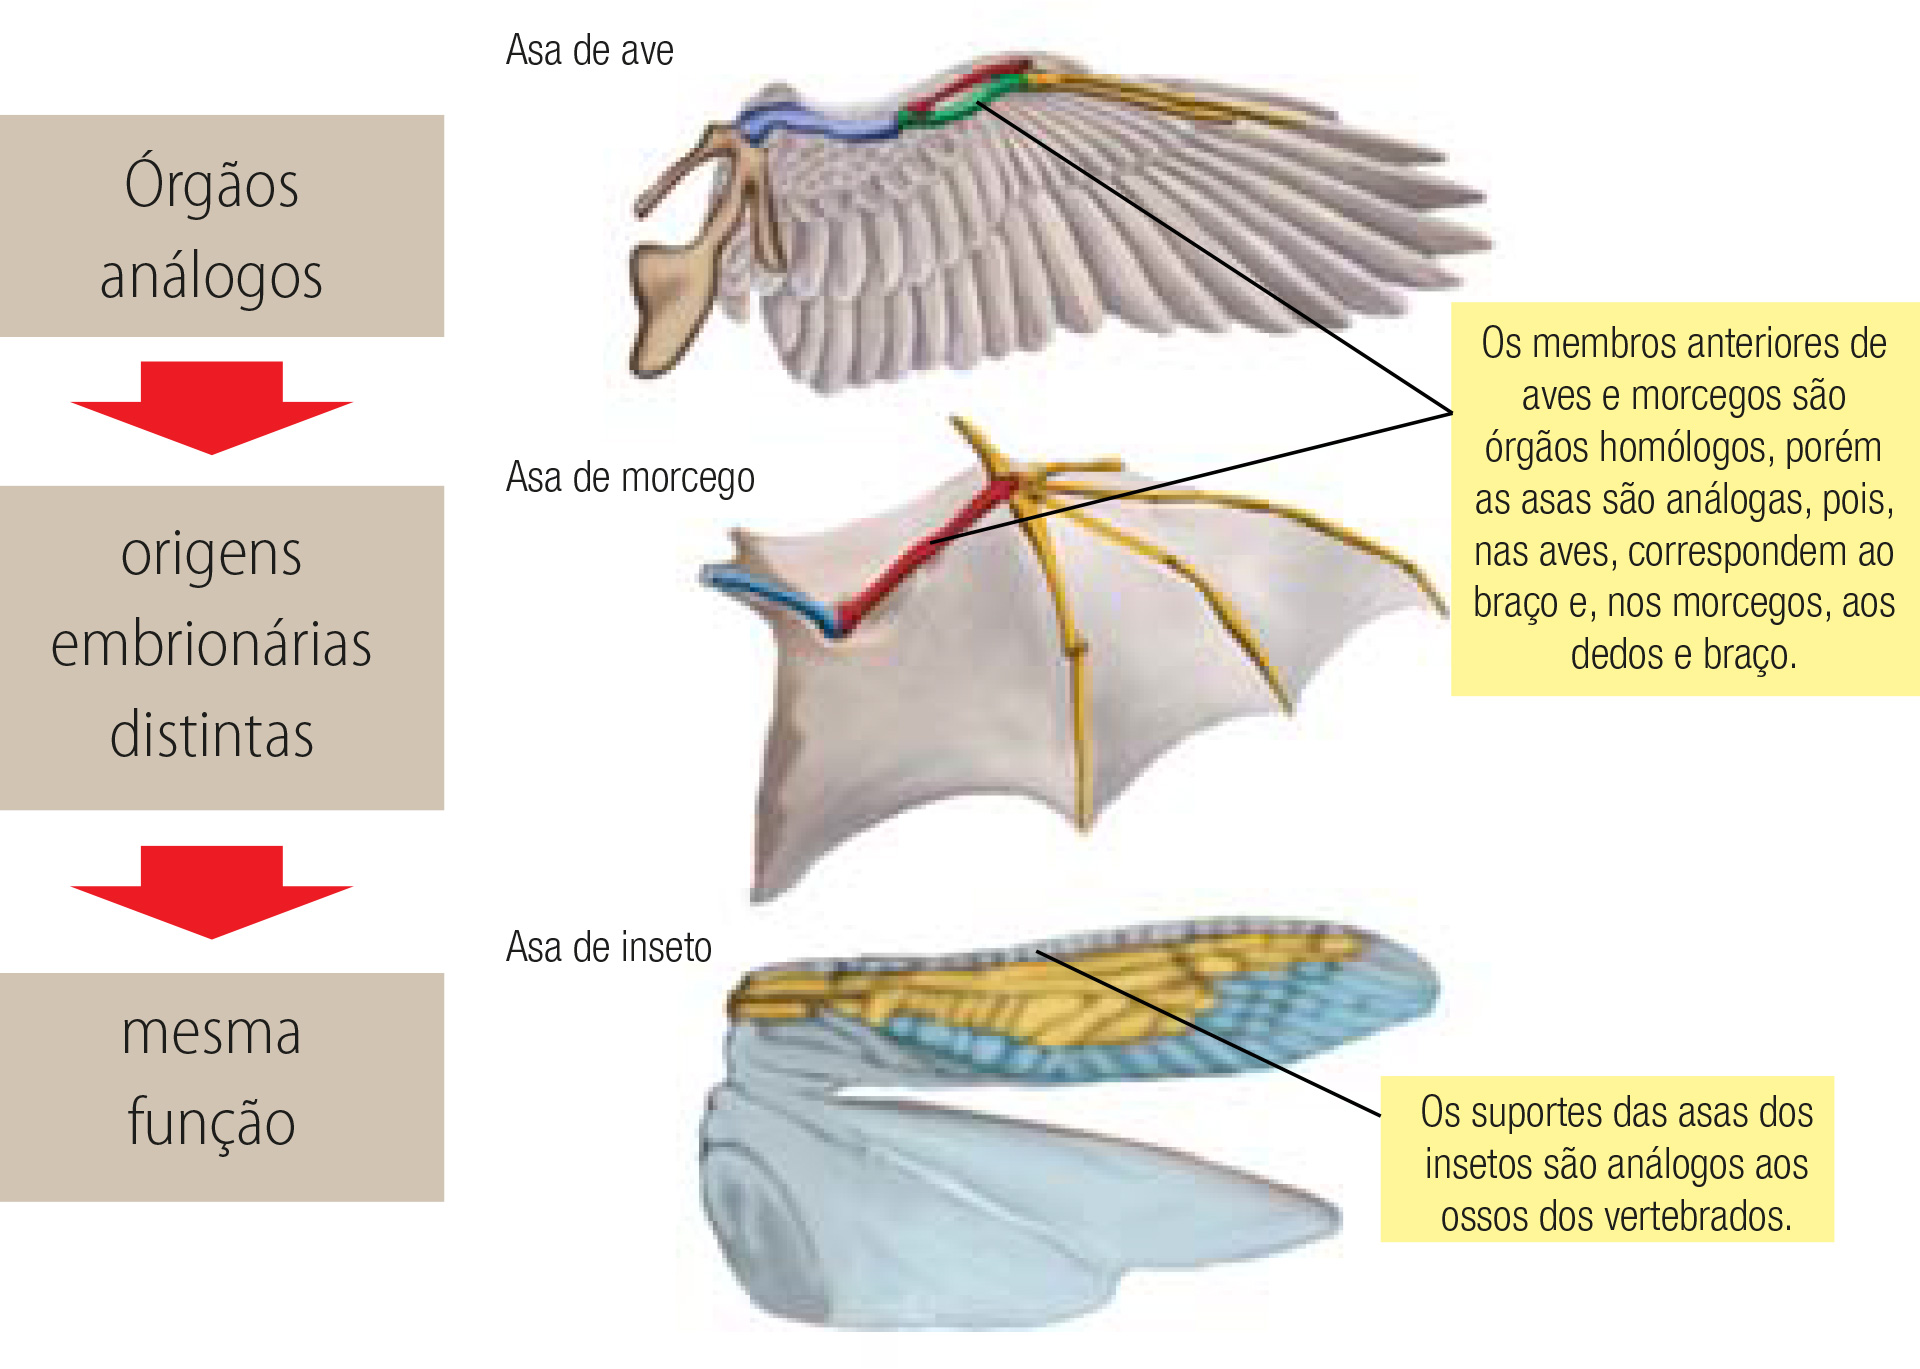 Órgãos
análogos
origens
embrionárias
distintas
mesma
função
Asa de ave
Os membros anteriores de
aves e morcegos são
órgãos homólogos, porém
as asas são análogas, pois,
nas aves, correspondem ao
braço e, nos morcegos, aos
dedos e braço.
Asa de morcego
Asa de inseto
Os suportes das asas dos
insetos são análogos aos
ossos dos vertebrados.